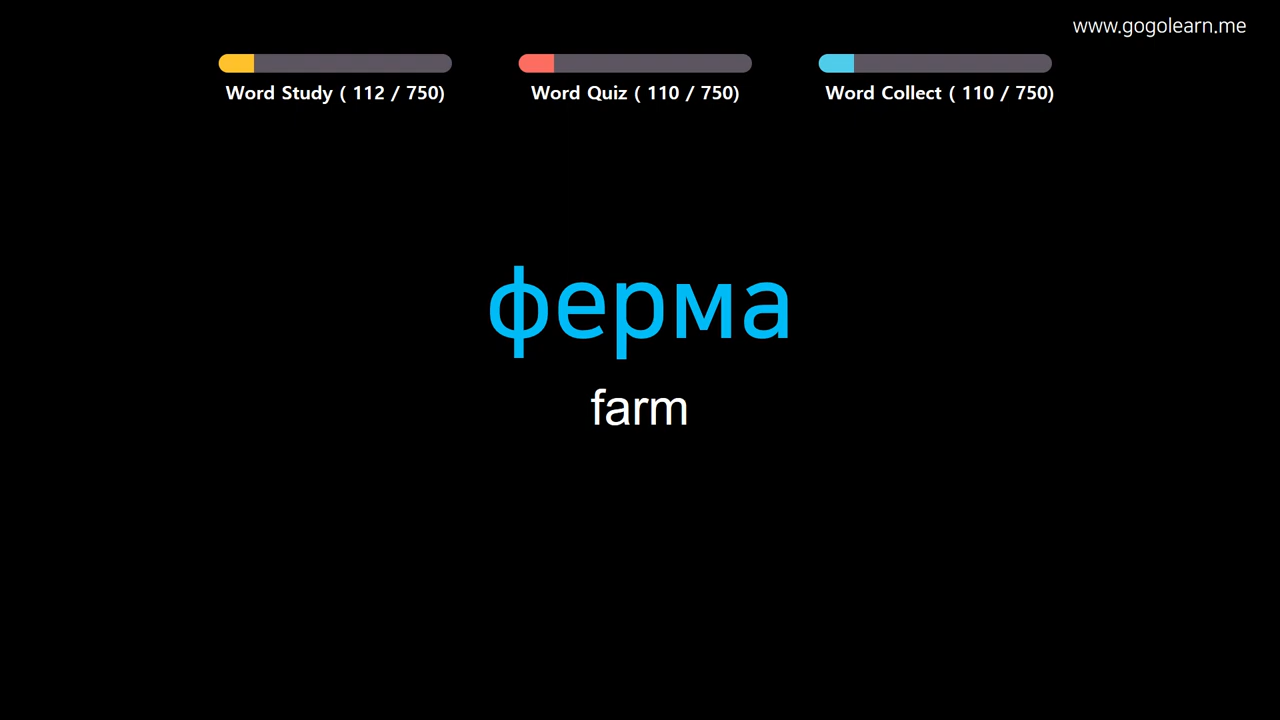 www.gogolearn.me
Word Study ( 112 / 750)
Word Quiz ( 110 / 750)
Word Collect ( 110 / 750)
ферма
farm